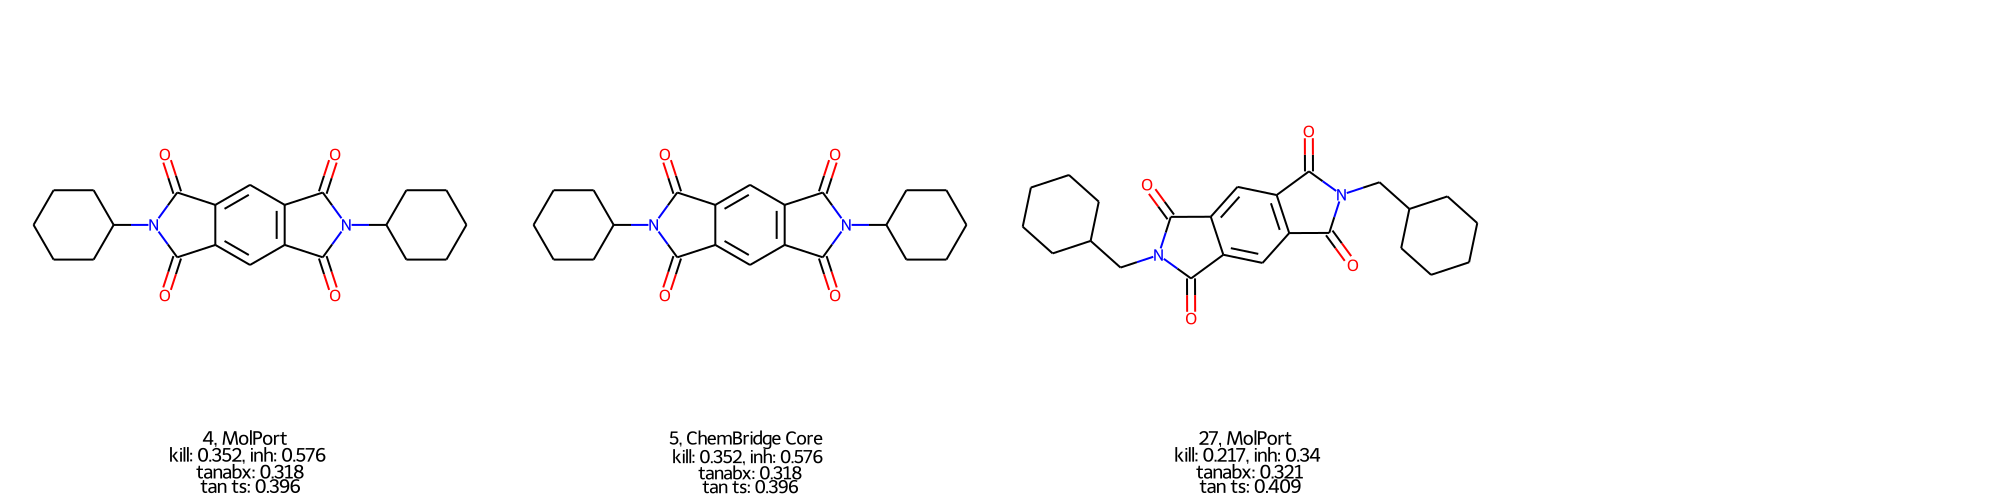 O O O O O
O O
N N N N N
N
O O O O O
O
4, MolPort 5, ChemBridge Core 27, MolPort
kill: 0.352, inh: 0.576 kill: 0.352, inh: 0.576 kill: 0.217, inh: 0.34
tanabx: 0.318 tanabx: 0.318 tanabx: 0.321
tan ts: 0.396 tan ts: 0.396 tan ts: 0.409